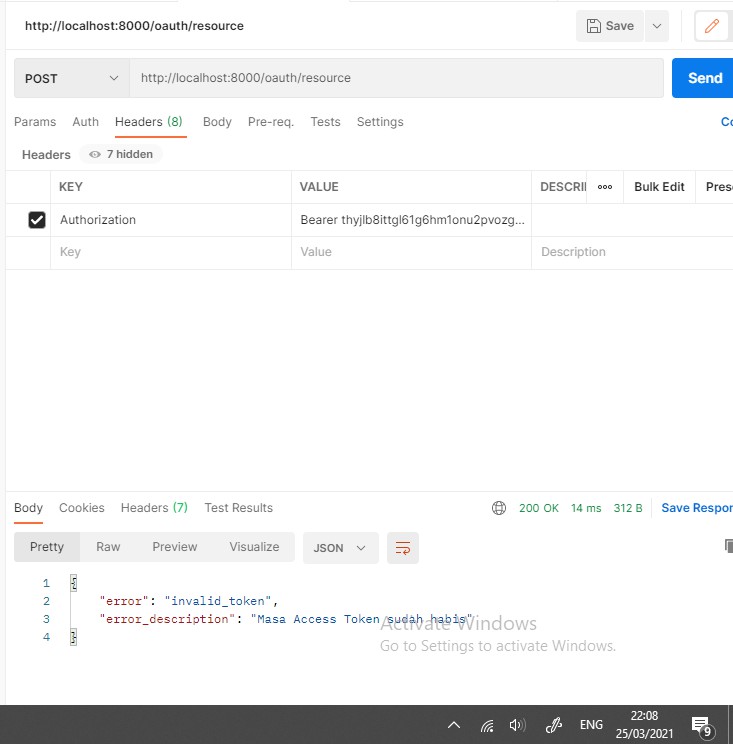 http://localhost:8000/oauth/resource
Save
POST
http://localhost:8000/oauth/resource
Send
Params Auth Headers (8) Body Pre-req. Tests Settings Co
Headers 7 hidden
KEY VALUE DESCRI ooo Bulk Edit Pres
Authorization Bearer thyjlb8ittgl61g6hm1onu2pvozg...
Key Value Description
Body Cookies Headers (7) Test Results 200 OK 14 ms 312 B Save Respor
Pretty Raw Preview Visualize JSON
1 {
2 "error": "invalid_token",
3 "error_description": "Masa Access Token sudah habis"
4 }
Activate Windows
Go to Settings to activate Windows.
ENG
22:08
25/03/2021
9